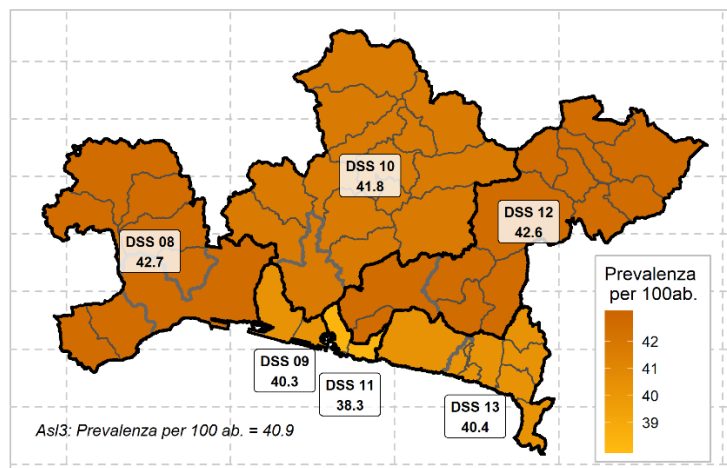 DSS 10
41.8
DSS 12
42.6
DSS 08
42.7
Prevalenza
per 100ab.
42
41
40
39
DSS 09
40.3
DSS 11
38.3
DSS 13
40.4
Asl3: Prevalenza per 100 ab. = 40.9